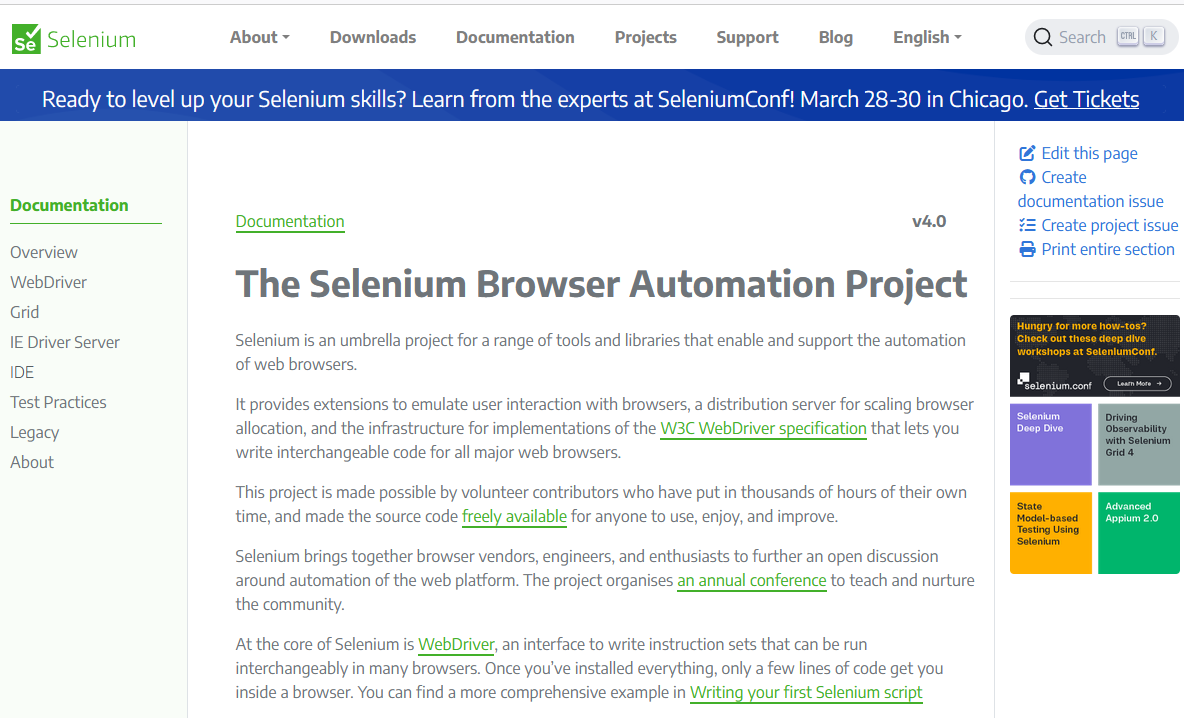 Se Selenium
About Downloads Documentation Projects Support Blog English Search CTRL K
Ready to level up your Selenium skills? Learn from the experts at SeleniumConf! March 28-30 in Chicago. Get Tickets
Documentation
Overview
WebDriver
Grid
IE Driver Server
IDE
Test Practices
Legacy
About
Documentation v4.0
The Selenium Browser Automation Project
Selenium is an umbrella project for a range of tools and libraries that enable and support the automation
of web browsers.
It provides extensions to emulate user interaction with browsers, a distribution server for scaling browser
allocation, and the infrastructure for implementations of the W3C WebDriver specification that lets you
write interchangeable code for all major web browsers.
This project is made possible by volunteer contributors who have put in thousands of hours of their own
time, and made the source code freely available for anyone to use, enjoy, and improve.
Selenium brings together browser vendors, engineers, and enthusiasts to further an open discussion
around automation of the web platform. The project organises an annual conference to teach and nurture
the community.
At the core of Selenium is WebDriver, an interface to write instruction sets that can be run
interchangeably in many browsers. Once you've installed everything, only a few lines of code get you
inside a browser. You can find a more comprehensive example in Writing your first Selenium script
Edit this page
Create
documentation issue
Create project issue
Print entire section
Hungry for more how-tos?
Check out these deep dive
workshops at SeleniumConf.
selenium.conf Learn More →
Selenium
Deep Dive
Driving
Observability
with Selenium
Grid 4
State
Model-based
Testing Using
Selenium
Advanced
Appium 2.0